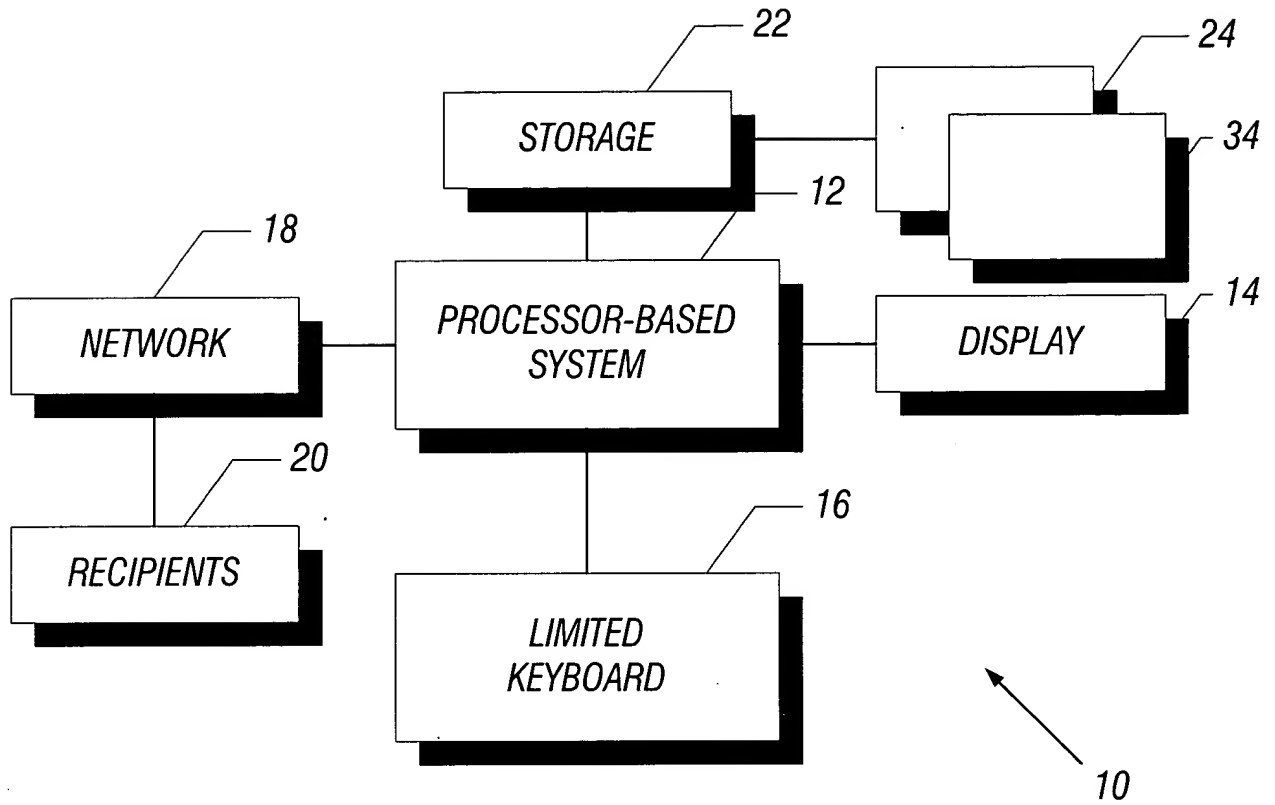 22
24
STORAGE
34
12
18
PROCESSOR-BASED
SYSTEM
14
NETWORK
DISPLAY
20
16
RECIPIENTS
LIMITED
KEYBOARD
10